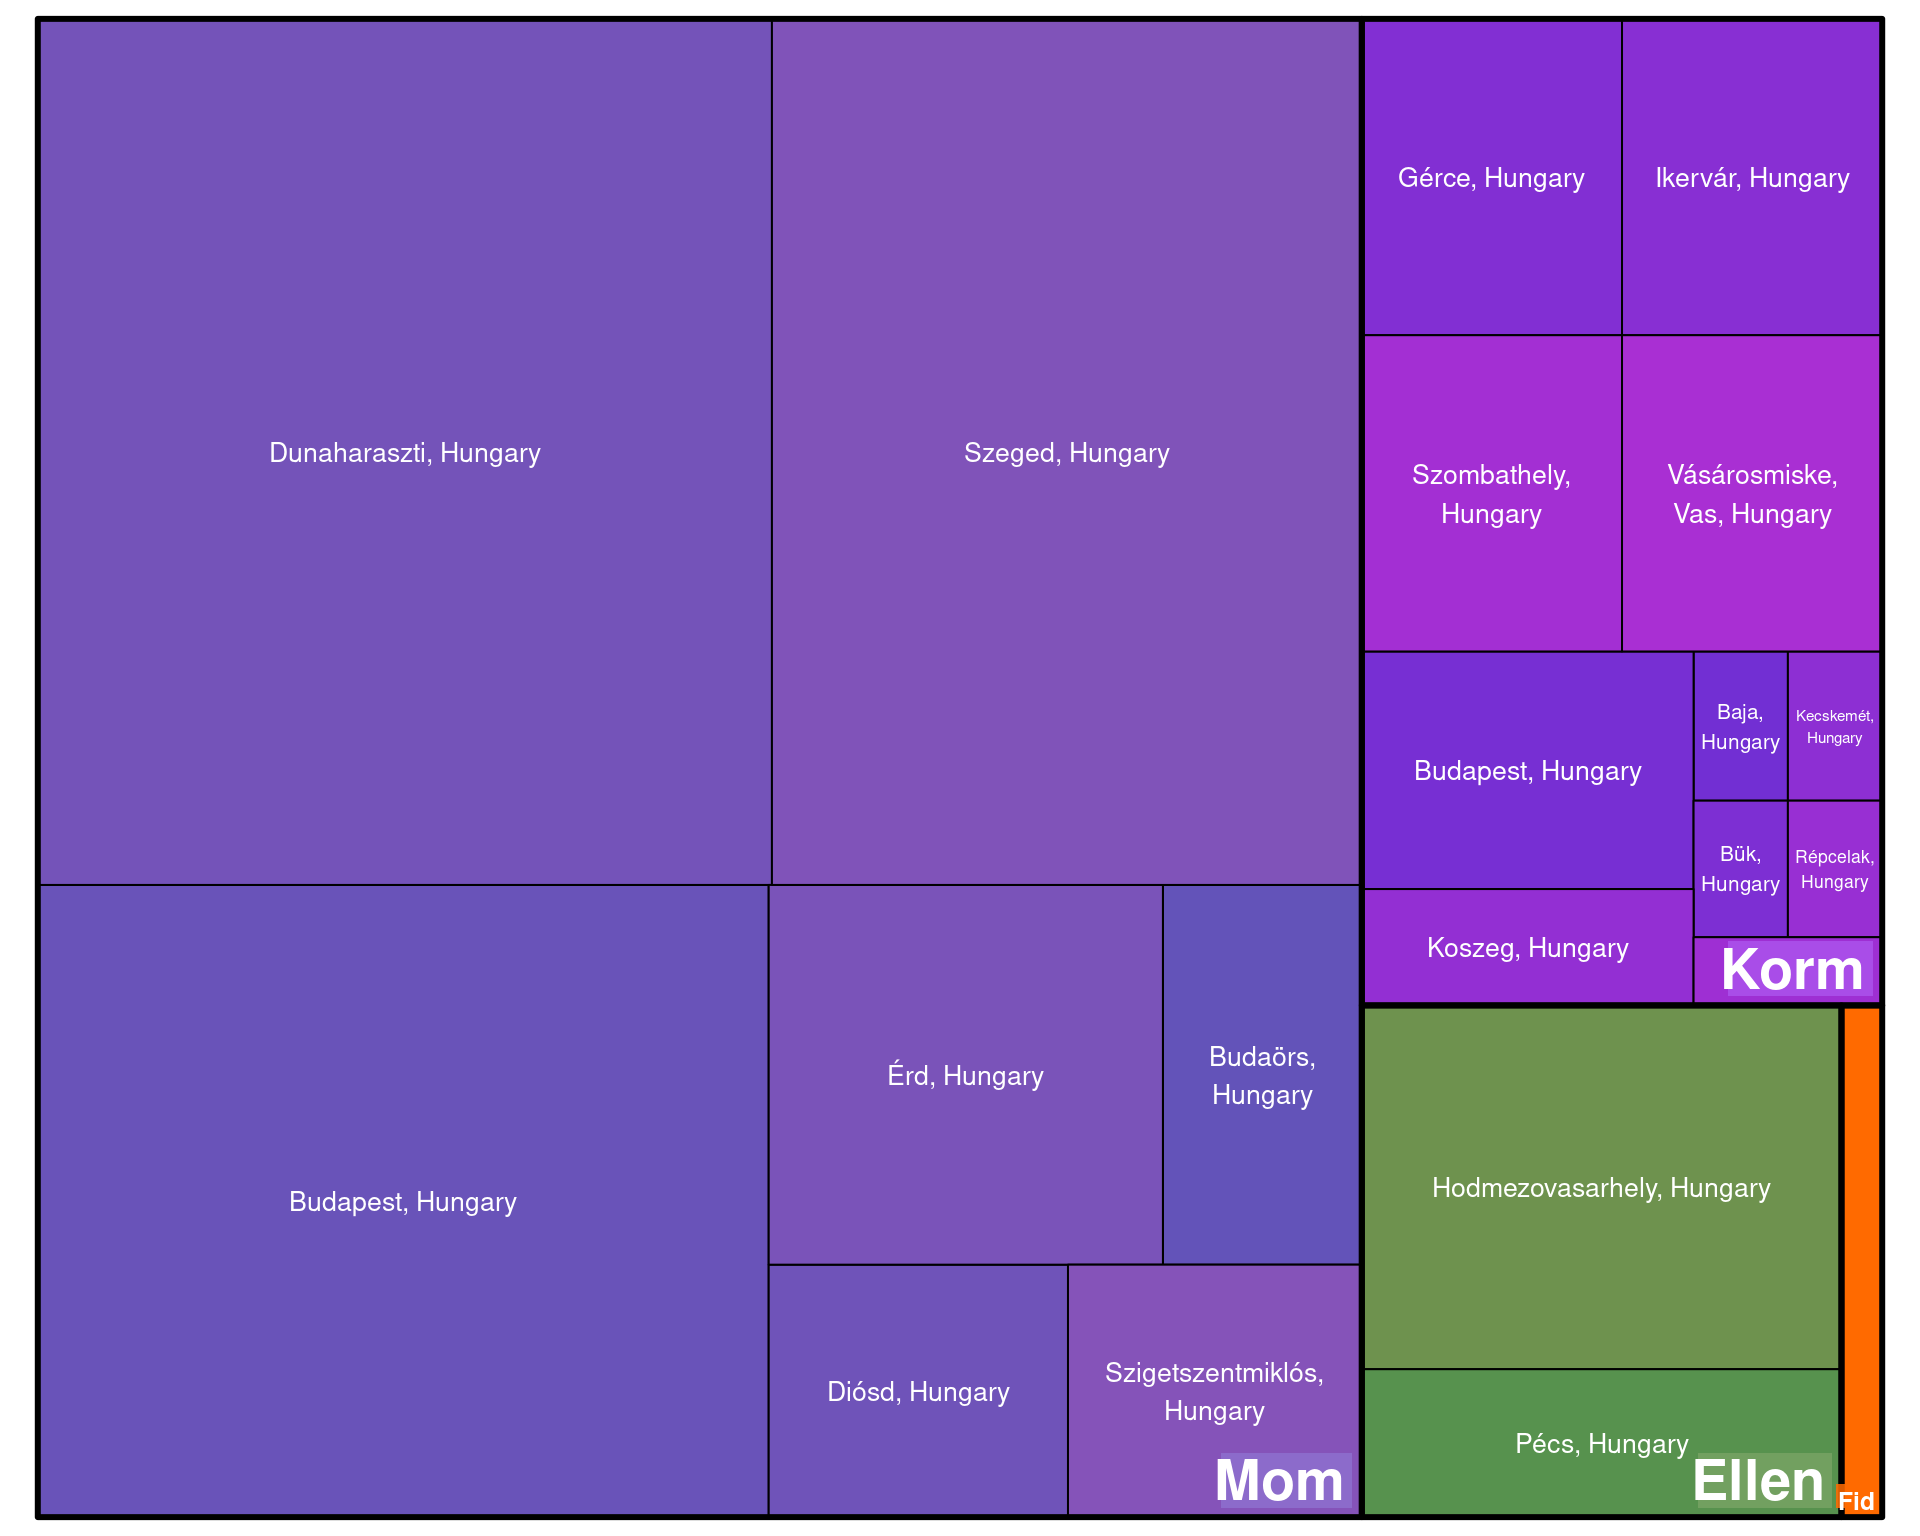 Dunaharaszti, Hungary
Szeged, Hungary
Budapest, Hungary
Érd, Hungary
Budaörs,
Hungary
Diósd, Hungary
Szigetszentmiklós,
Hungary
Mom
Gérce, Hungary
Ikervár, Hungary
Szombathely,
Hungary
Vásárosmiske,
Vas, Hungary
Budapest, Hungary
Baja,
Hungary
Kecskemét,
Hungary
Bük,
Hungary
Répcelak,
Hungary
Koszeg, Hungary
Korm
Hodmezovasarhely, Hungary
Pécs, Hungary
Ellen
Fid